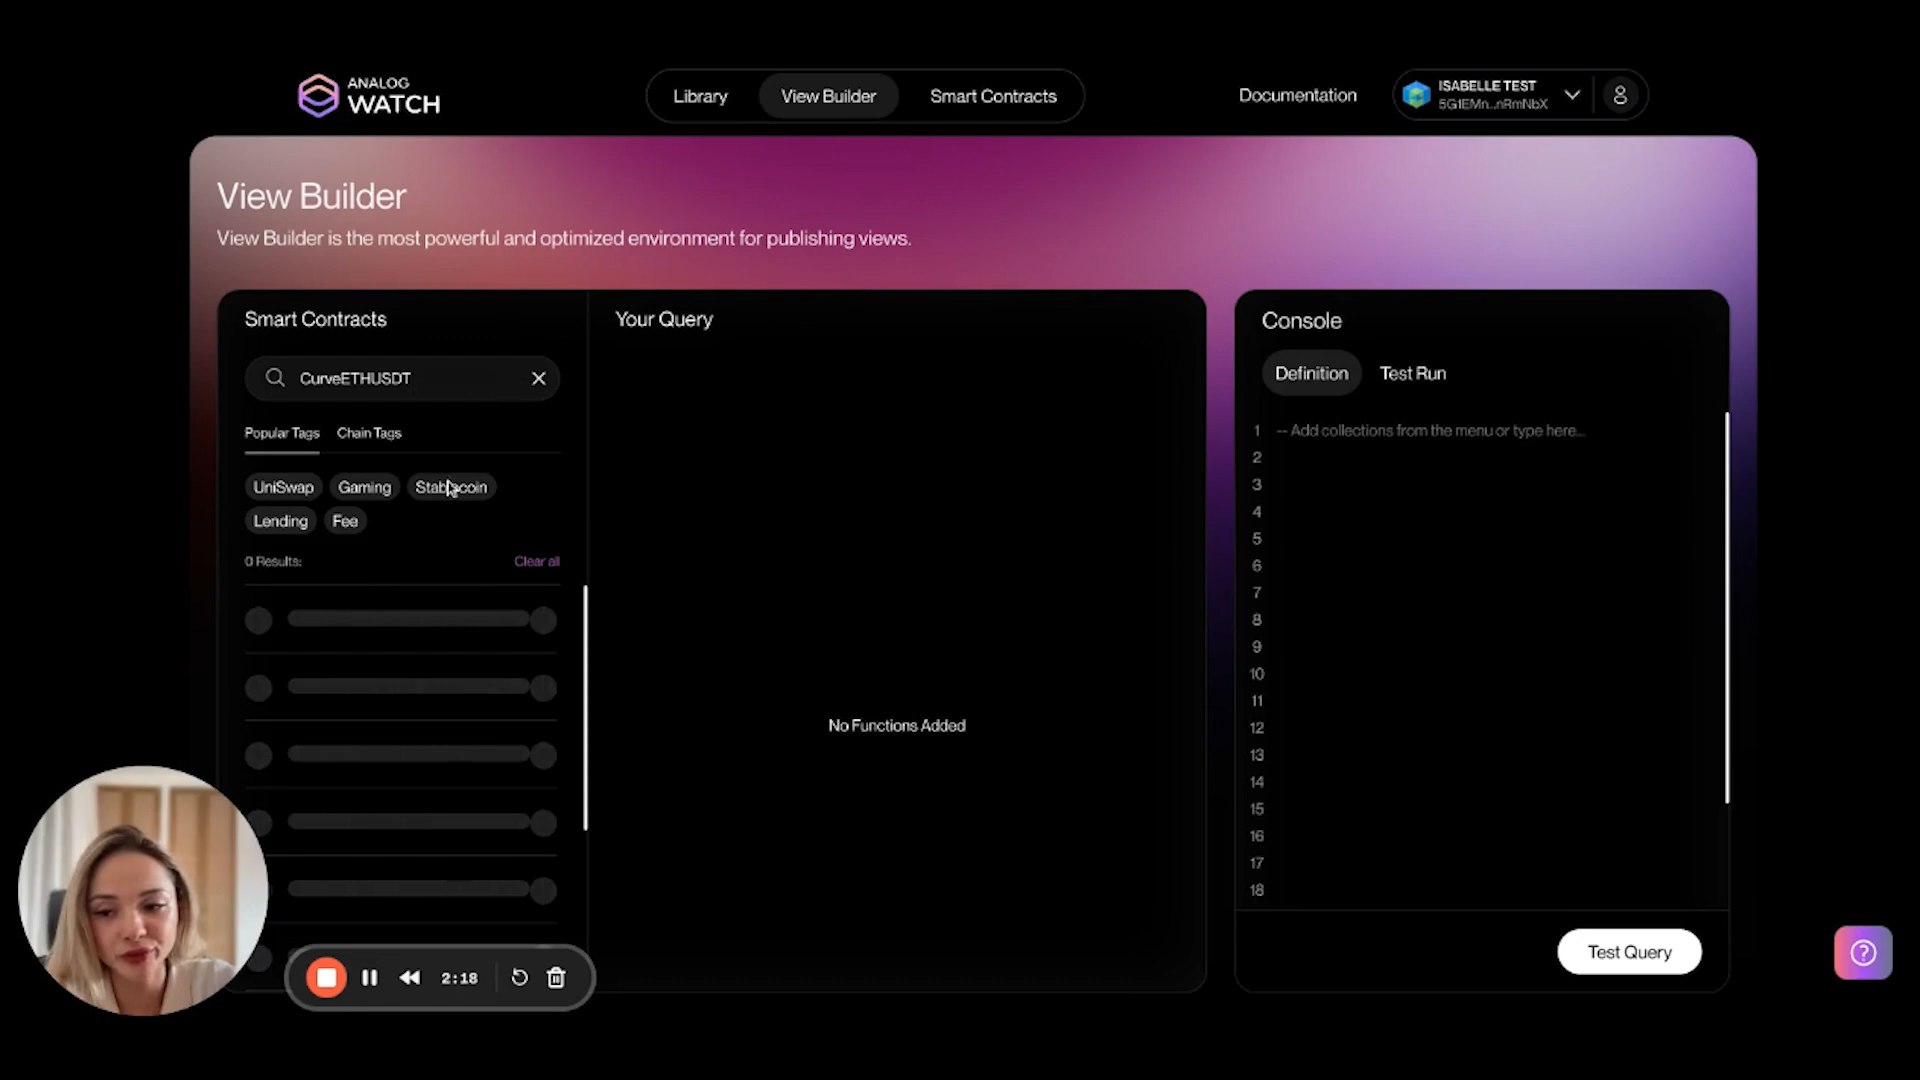 ANALOG
WATCH
Library
View Builder
Smart Contracts
Documentation
ISABELLE TEST
5G1EMn...nRmNbX
View Builder
View Builder is the most powerful and optimized environment for publishing views.
Smart Contracts
CurveETHUSDT
Popular Tags
Chain Tags
UniSwap
Gaming
Stablecoin
Lending
Fee
0 Results:
Clear all
Your Query
No Functions Added
Console
Definition
Test Run
1 -- Add collections from the menu or type here...
2
3
4
5
6
7
8
9
10
11
12
13
14
15
16
17
18
Test Query
2:18